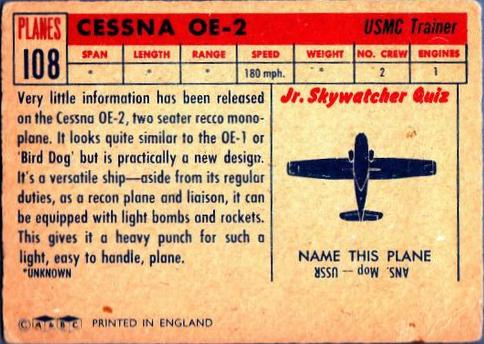 PLANES
108
CESSNA OE-2 USMC Trainer
SPAN LENGTH RANGE SPEED WEIGHT NO. CREW ENGINES
* * * 180 mph. * 2 1
Very little information has been released
on the Cessna OE-2, two seater recco mono-
plane. It looks quite similar to the OE-1 or
'Bird Dog' but is practically a new design.
It's a versatile ship—aside from its regular
duties, as a recon plane and liaison, it can
be equipped with light bombs and rockets.
This gives it a heavy punch for such a
light, easy to handle, plane.
*UNKNOWN
Jr. Skywatcher Quiz
NAME THIS PLANE
ANS. Mop — USSR
© A & BC PRINTED IN ENGLAND